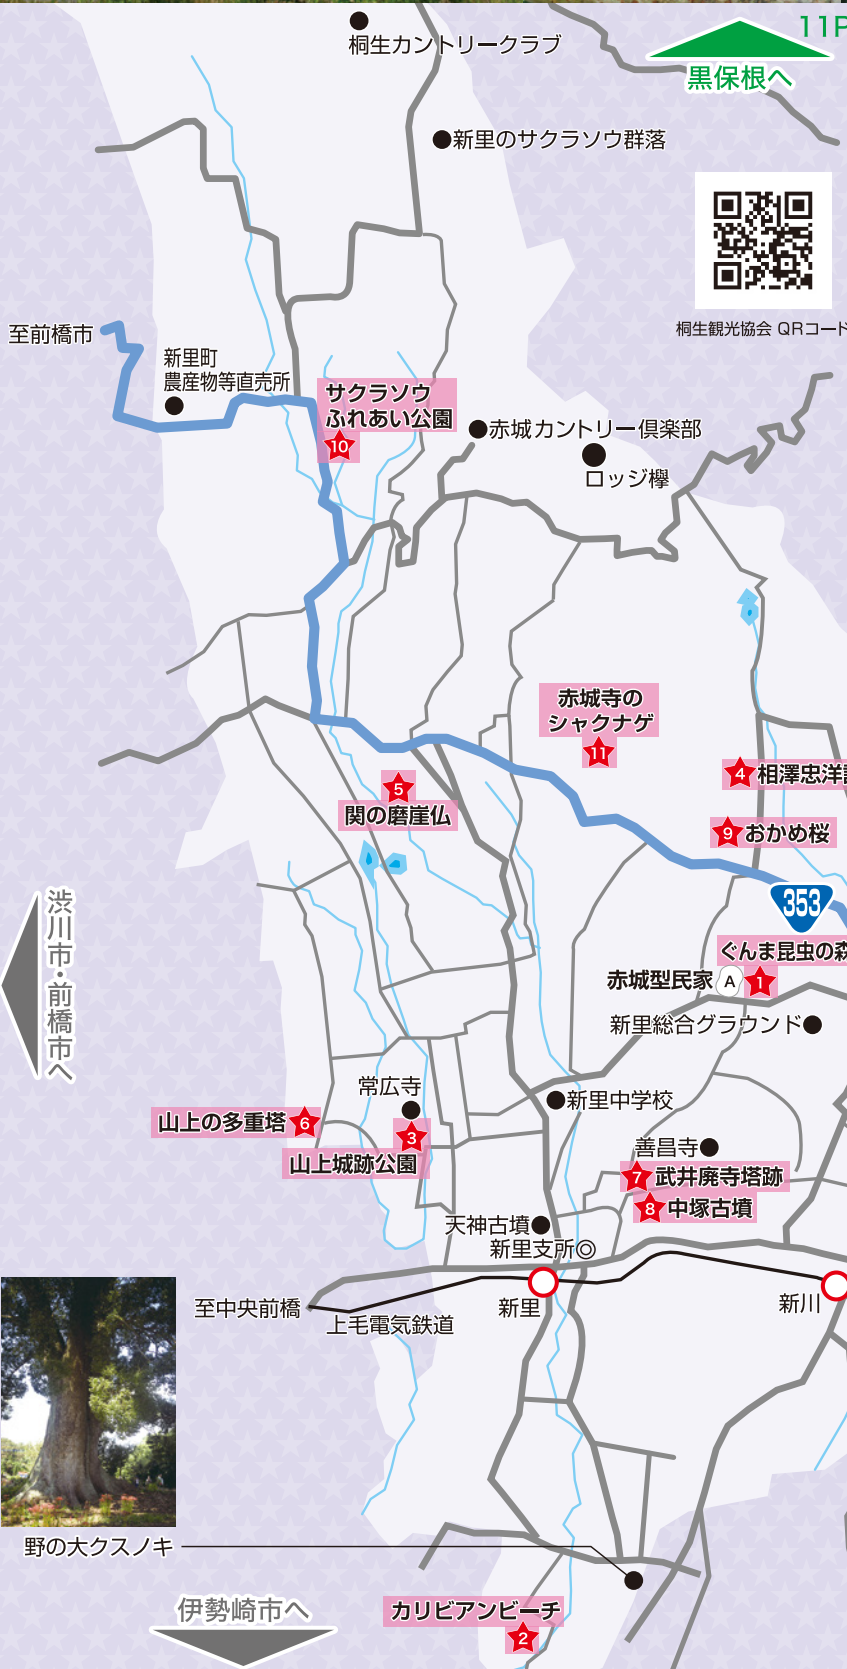 桐生カントリークラブ
11P
黒保根へ
新里のサクラソウ群落
桐生観光協会 QRコード
至前橋市
新里町
農産物等直売所
サクラソウ
ふれあい公園
10
赤城カントリー倶楽部
ロッジ欅
赤城寺の
シャクナゲ
11
4 相澤忠洋
5
関の磨崖仏
9 おかめ桜
353
ぐんま昆虫の森
赤城型民家 A 1
新里総合グラウンド
渋川市・前橋市へ
常広寺
新里中学校
山上の多重塔 6
3
山上城跡公園
善昌寺
7 武井廃寺塔跡
8 中塚古墳
天神古墳
新里支所◎
至中央前橋
上毛電気鉄道
新里
新川
野の大クスノキ
伊勢崎市へ
カリビアンビーチ
2